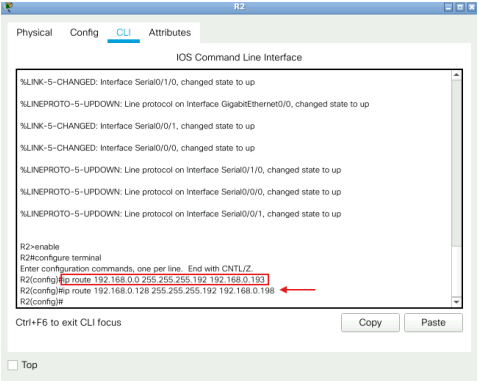 R2
Physical Config CLI Attributes
IOS Command Line Interface
%LINK-5-CHANGED: Interface Serial0/1/0, changed state to up
%LINEPROTO-5-UPDOWN: Line protocol on Interface GigabitEthernet0/0, changed state to up
%LINK-5-CHANGED: Interface Serial0/0/1, changed state to up
%LINK-5-CHANGED: Interface Serial0/0/0, changed state to up
%LINEPROTO-5-UPDOWN: Line protocol on Interface Serial0/1/0, changed state to up
%LINEPROTO-5-UPDOWN: Line protocol on Interface Serial0/0/0, changed state to up
%LINEPROTO-5-UPDOWN: Line protocol on Interface Serial0/0/1, changed state to up
R2>enable
R2#configure terminal
Enter configuration commands, one per line. End with CNTL/Z.
R2(config)#ip route 192.168.0.0 255.255.255.192 192.168.0.193
R2(config)#ip route 192.168.0.128 255.255.255.192 192.168.0.198
R2(config)#
Ctrl+F6 to exit CLI focus
Copy
Paste
Top